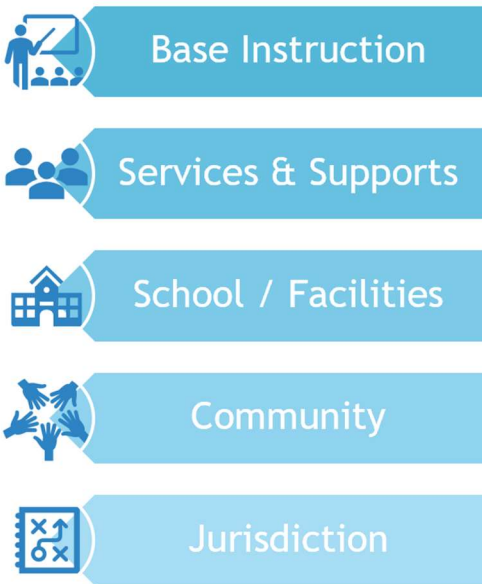 Base Instruction
Services & Supports
School / Facilities
Community
Jurisdiction